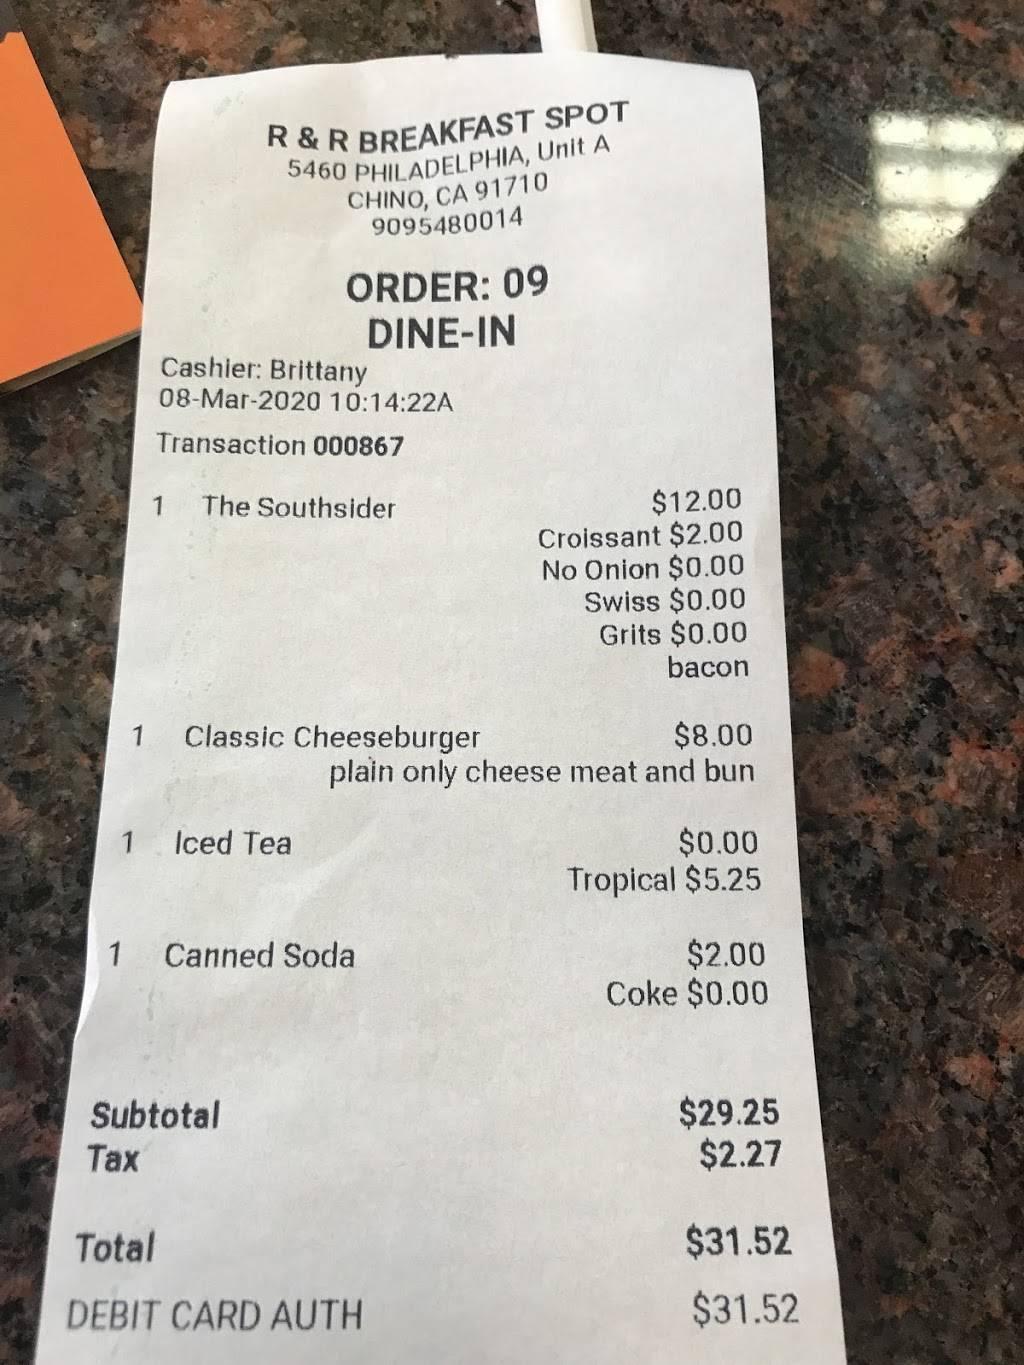 R & R BREAKFAST SPOT
5460 PHILADELPHIA, Unit A
CHINO, CA 91710
9095480014
ORDER: 09
DINE-IN
Cashier: Brittany
08-Mar-2020 10:14:22A
Transaction 000867
1 The Southsider $12.00
Croissant $2.00
No Onion $0.00
Swiss $0.00
Grits $0.00
bacon
1 Classic Cheeseburger $8.00
plain only cheese meat and bun
1 Iced Tea $0.00
Tropical $5.25
1 Canned Soda $2.00
Coke $0.00
Subtotal $29.25
Tax $2.27
Total $31.52
DEBIT CARD AUTH $31.52